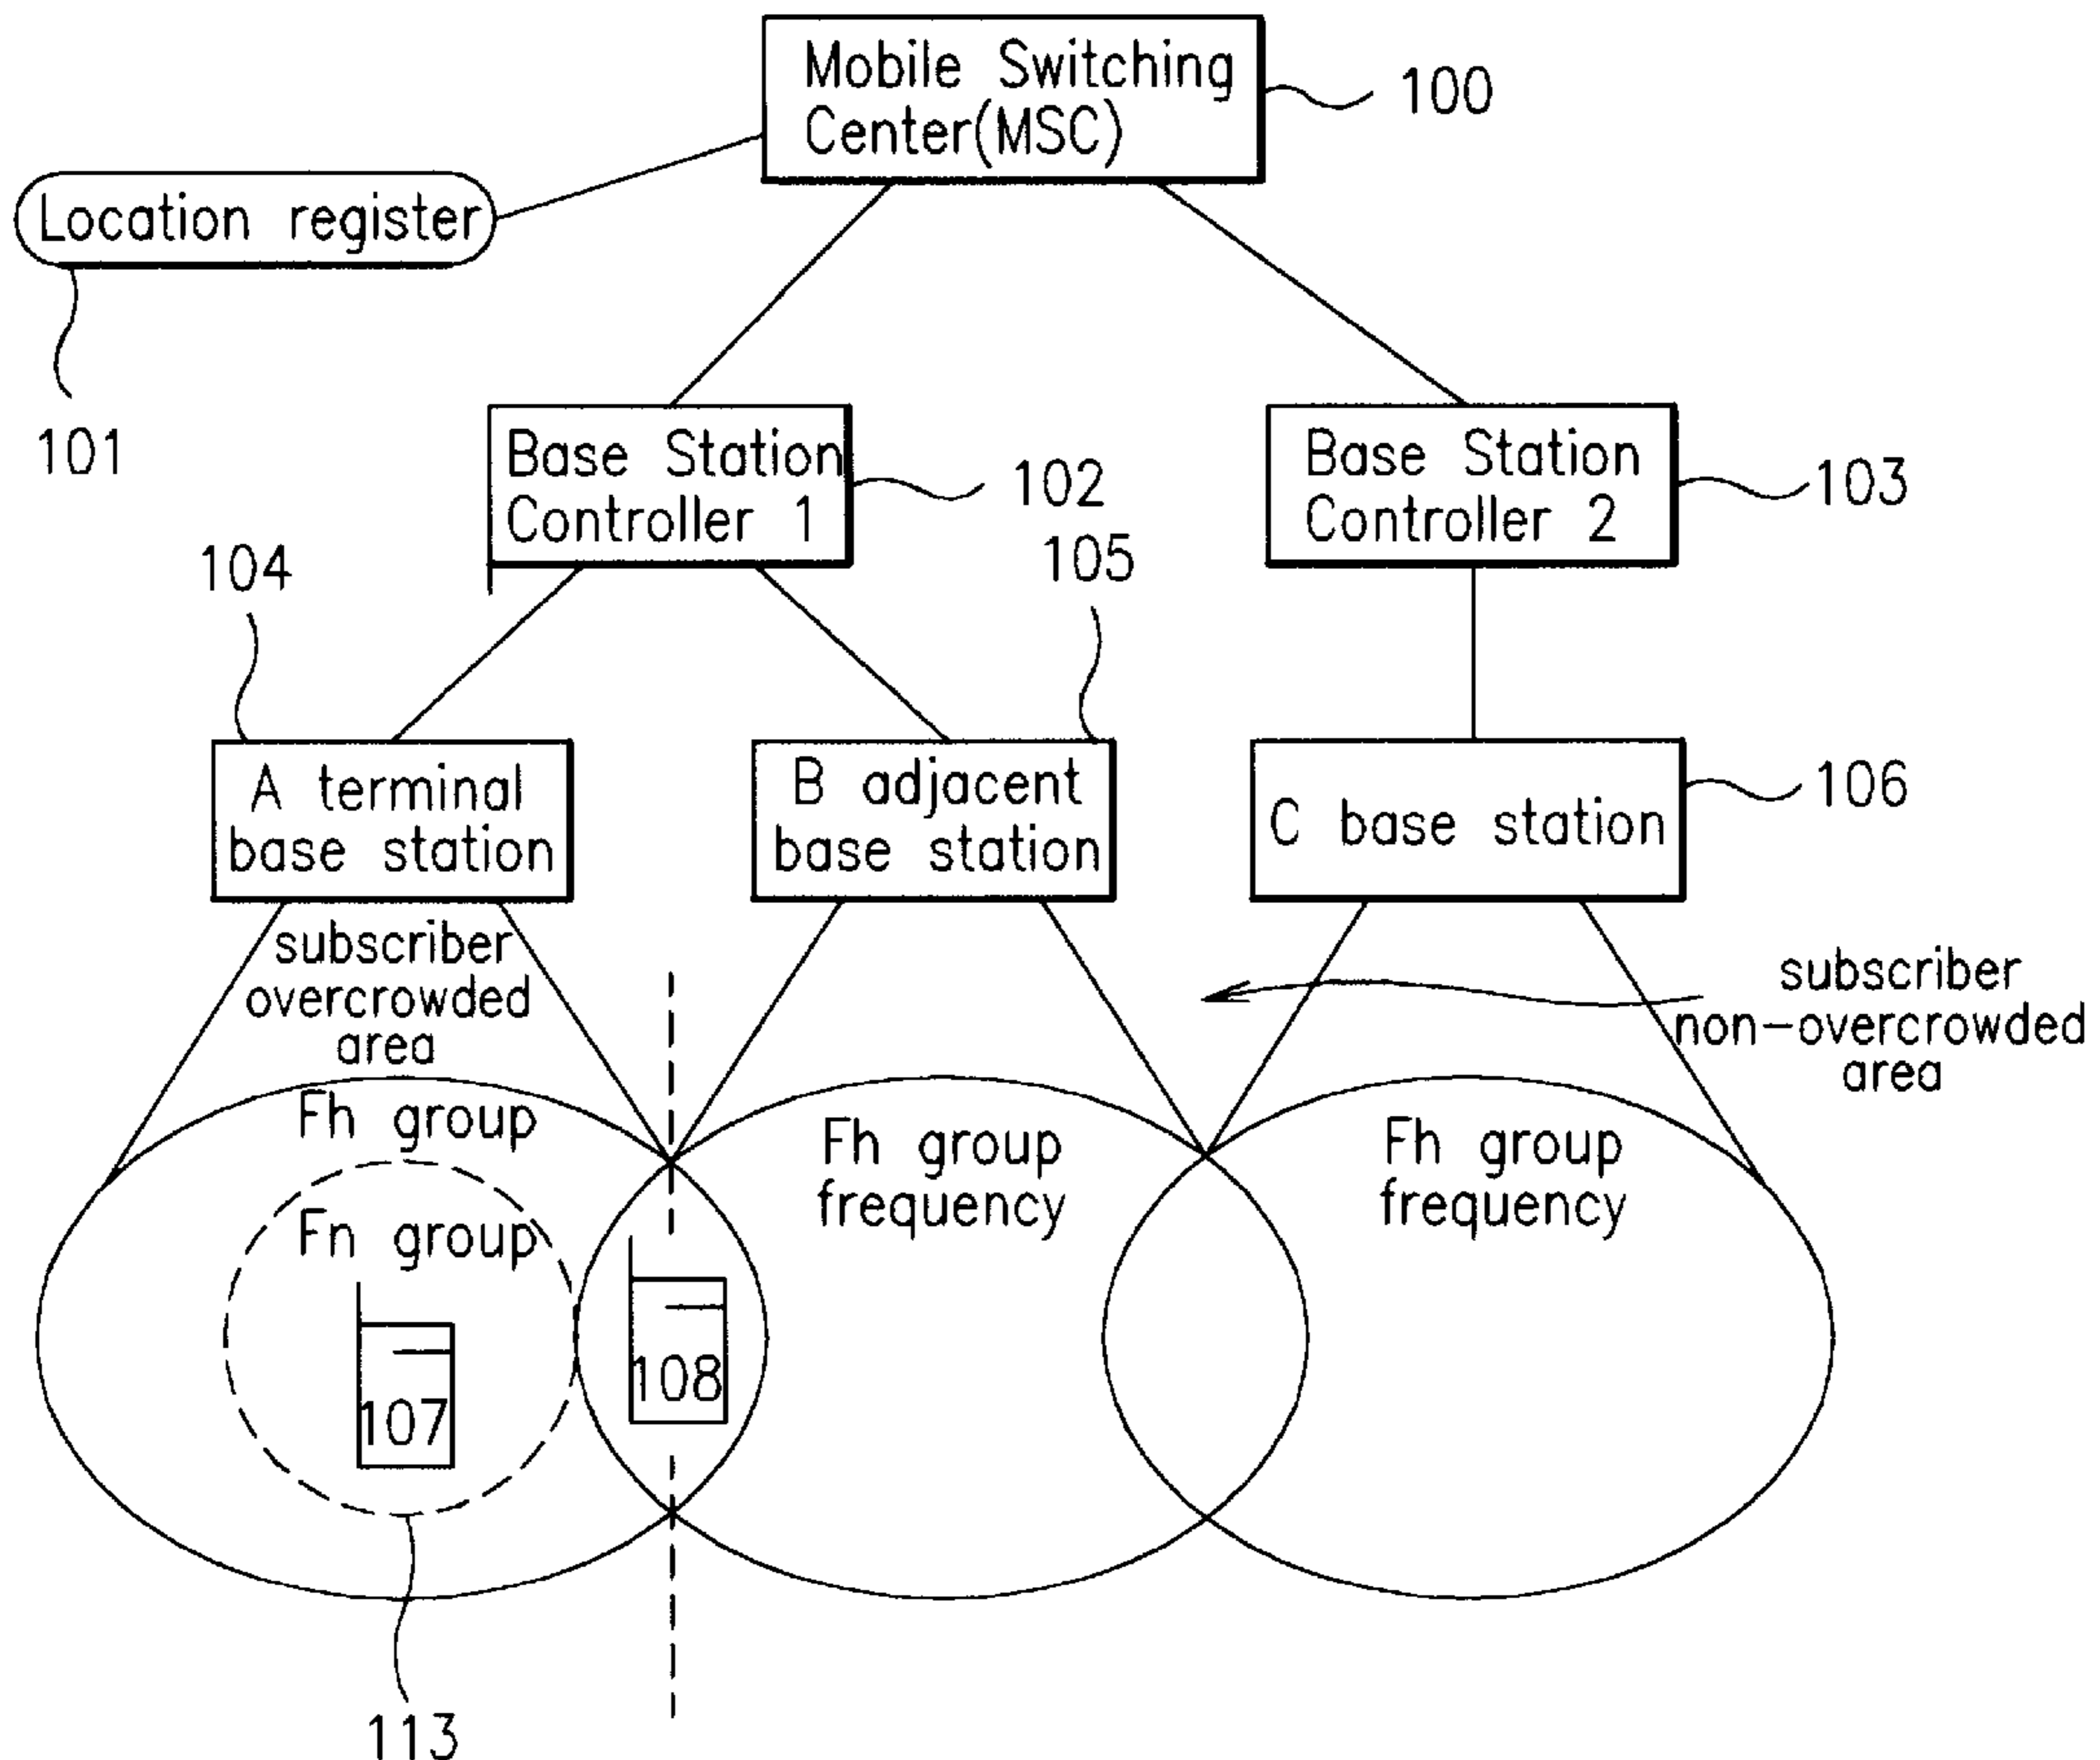 Mobile Switching
Center(MSC)
100
Location register
101
Base Station
Controller 1
102
Base Station
Controller 2
103
104
105
A terminal
base station
B adjacent
base station
C base station
106
subscriber
overcrowded
area
subscriber
non-overcrowded
area
Fh group
Fn group
Fh group
frequency
Fh group
frequency
107
108
113